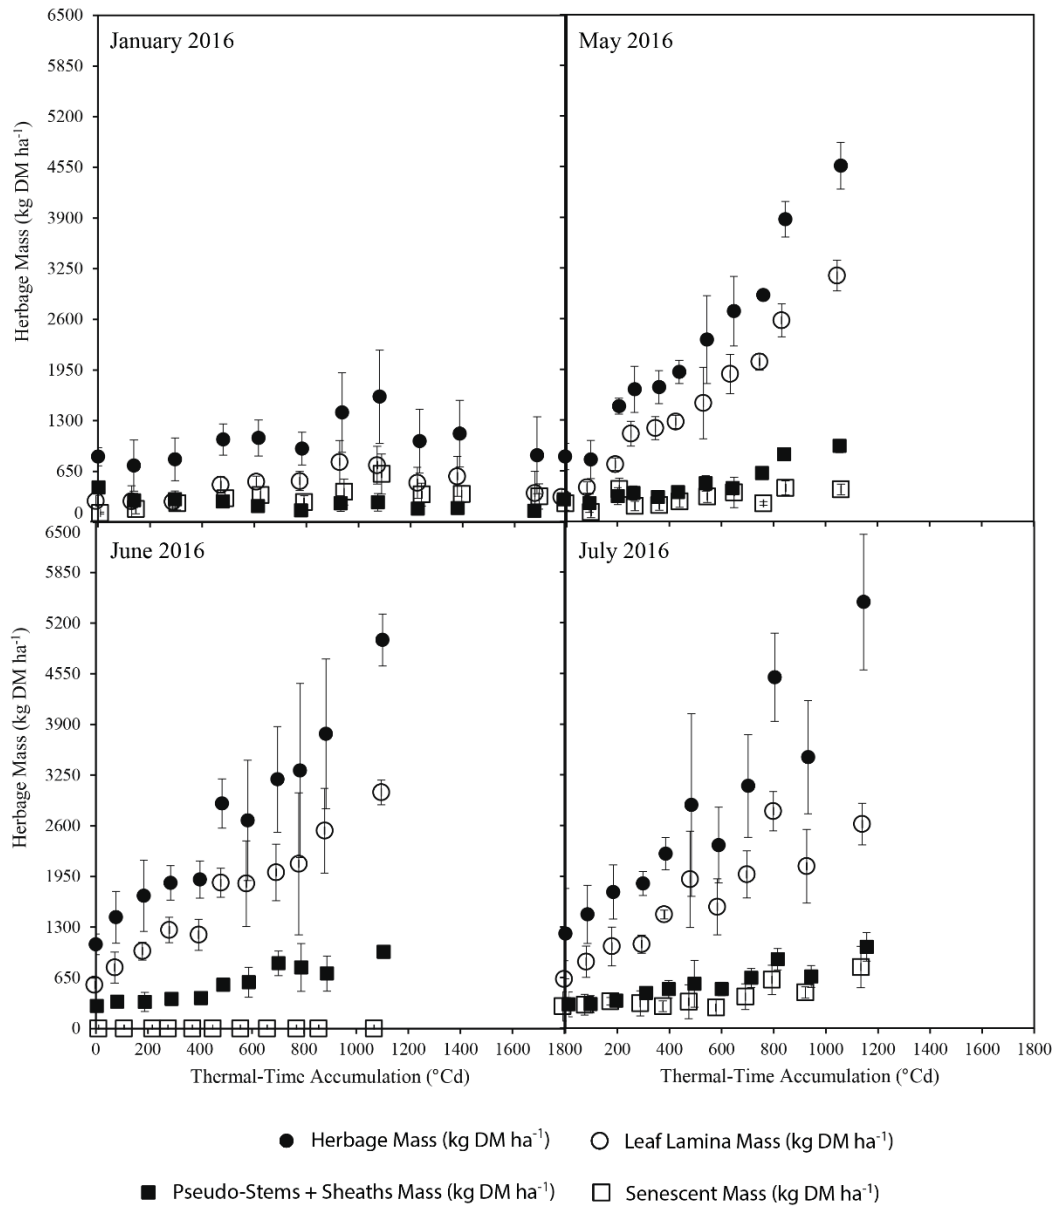 January 2016
May 2016
6500
5850
5200
4550
3900
3250
2600
1950
1300
650
0
Herbage Mass (kg DM ha-1)
June 2016
July 2016
6500
5850
5200
4550
3900
3250
2600
1950
1300
650
0
Herbage Mass (kg DM ha-1)
0 200 400 600 800 1000 1200 1400 1600 1800
200 400 600 800 1000 1200 1400 1600 1800
Thermal-Time Accumulation (°Cd)
Thermal-Time Accumulation (°Cd)
Herbage Mass (kg DM ha-1)
Leaf Lamina Mass (kg DM ha-1)
Pseudo-Stems + Sheaths Mass (kg DM ha-1)
Senescent Mass (kg DM ha-1)